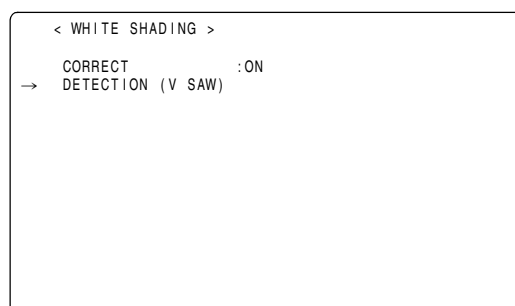 < WHITE SHADING >
CORRECT :ON
→ DETECTION (V SAW)